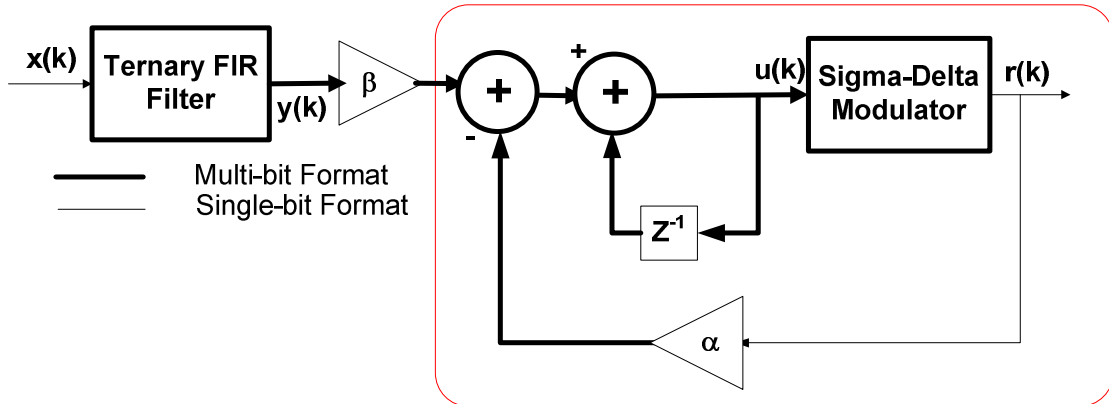 x(k)
Ternary FIR
Filter
y(k)
β
+
-
+
+
u(k)
Sigma-Delta
Modulator
r(k)
Multi-bit Format
Single-bit Format
Z⁻¹
α